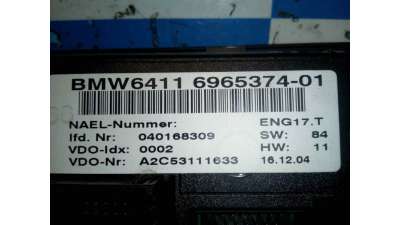 BMW6411 6965374-01
NAEL-Nummer: ENG17.T
lfd. Nr: 040168309 SW: 84
VDO-Idx: 0002 HW: 11
VDO-Nr: A2C53111633 16.12.04